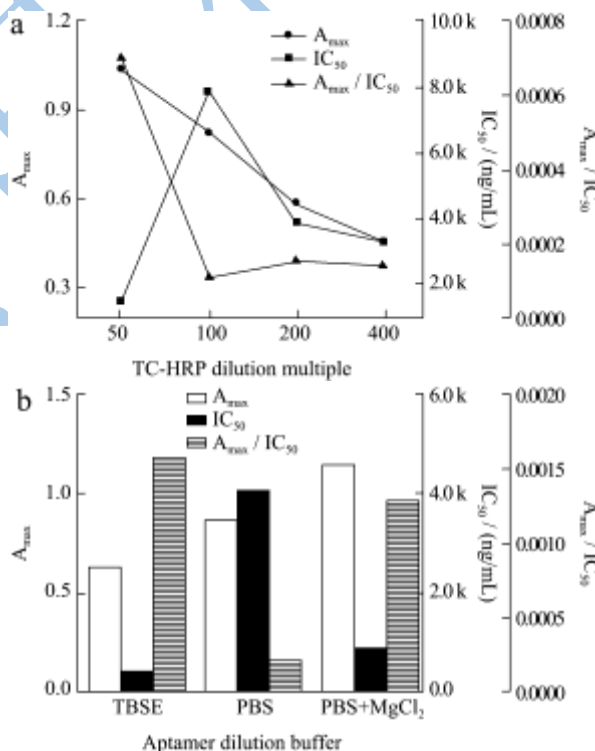 a
1.2
0.9
0.6
0.3
A_max
A_max
IC_50
A_max / IC_50
10.0 k
8.0 k
6.0 k
4.0 k
2.0 k
IC_50 / (ng/mL)
0.0008
0.0006
0.0004
0.0002
0.0000
A_max / IC_50
50 100 200 400
TC-HRP dilution multiple
b
1.5
1.0
0.5
0.0
A_max
A_max
IC_50
A_max / IC_50
6.0 k
4.0 k
2.0 k
0.0
IC_50 / (ng/mL)
0.0020
0.0015
0.0010
0.0005
0.0000
A_max / IC_50
TBSE PBS PBS+MgCl_2
Aptamer dilution buffer